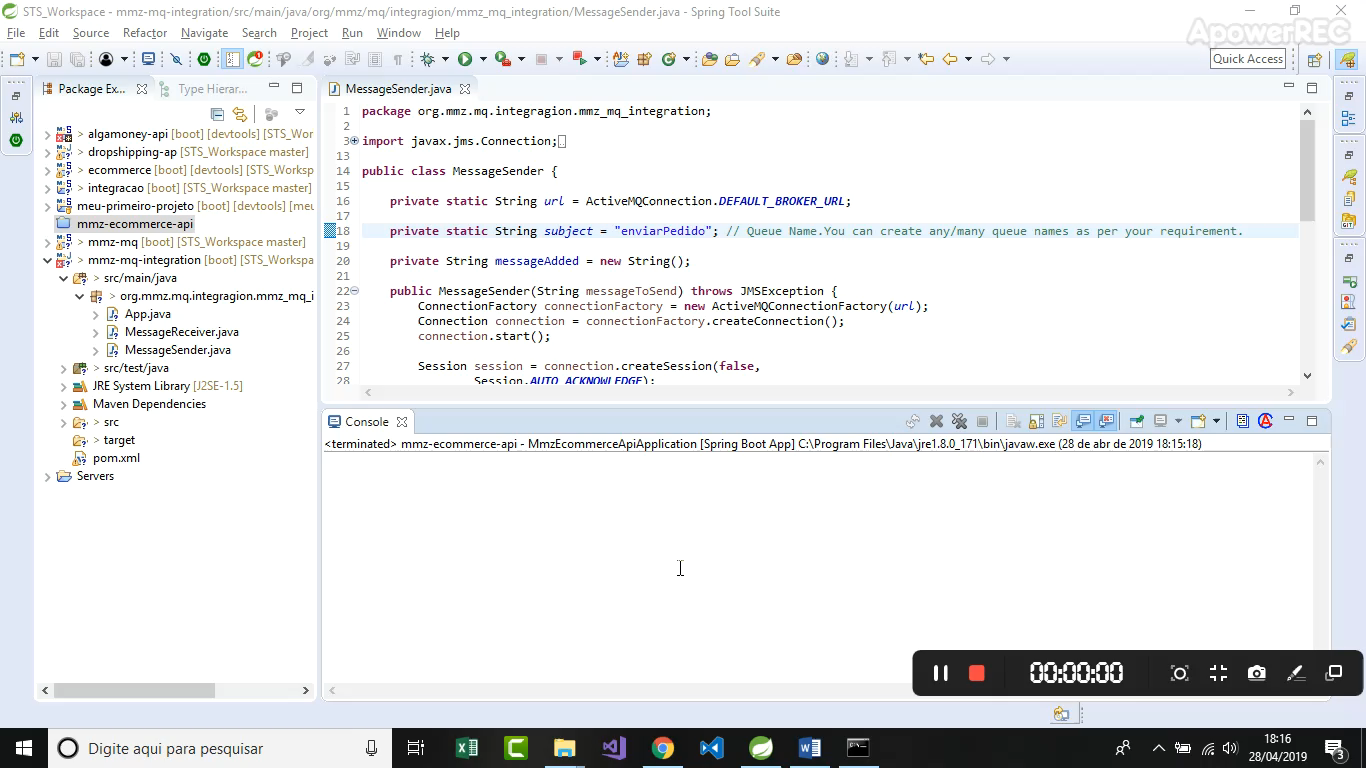 STS_Workspace - mmz-mq-integration/src/main/java/org/mmz/mq/integragion/mmz_mq_integration/MessageSender.java - Spring Tool Suite
ApowerREC
File Edit Source Refactor Navigate Search Project Run Window Help
Quick Access
Package Ex... Type Hierar...
algamoney-api [boot] [devtools] [STS_Wor
dropshipping-ap [STS_Workspace master]
ecommerce [boot] [devtools] [STS_Worksp
integracao [boot] [STS_Workspace master]
meu-primeiro-projeto [boot] [devtools] [meu
mmz-ecommerce-api
mmz-mq [boot] [STS_Workspace master]
mmz-mq-integration [boot] [STS_Workspa
src/main/java
org.mmz.mq.integragion.mmz_mq_i
App.java
MessageReceiver.java
MessageSender.java
src/test/java
JRE System Library [J2SE-1.5]
Maven Dependencies
src
target
pom.xml
Servers
MessageSender.java
1 package org.mmz.mq.integragion.mmz_mq_integration;
2
3 import javax.jms.Connection;
13
14 public class MessageSender {
15
16 private static String url = ActiveMQConnection.DEFAULT_BROKER_URL;
17
18 private static String subject = "enviarPedido"; // Queue Name.You can create any/many queue names as per your requirement.
19
20 private String messageAdded = new String();
21
22 public MessageSender(String messageToSend) throws JMSException {
23 ConnectionFactory connectionFactory = new ActiveMQConnectionFactory(url);
24 Connection connection = connectionFactory.createConnection();
25 connection.start();
26
27 Session session = connection.createSession(false,
28 Session.AUTO_ACKNOWLEDGE);
Console
<terminated> mmz-ecommerce-api - MmzEcommerceApiApplication [Spring Boot App] C:\Program Files\Java\jre1.8.0_171\bin\javaw.exe (28 de abr de 2019 18:15:18)
00:00:00
Digite aqui para pesquisar
18:16
28/04/2019
3